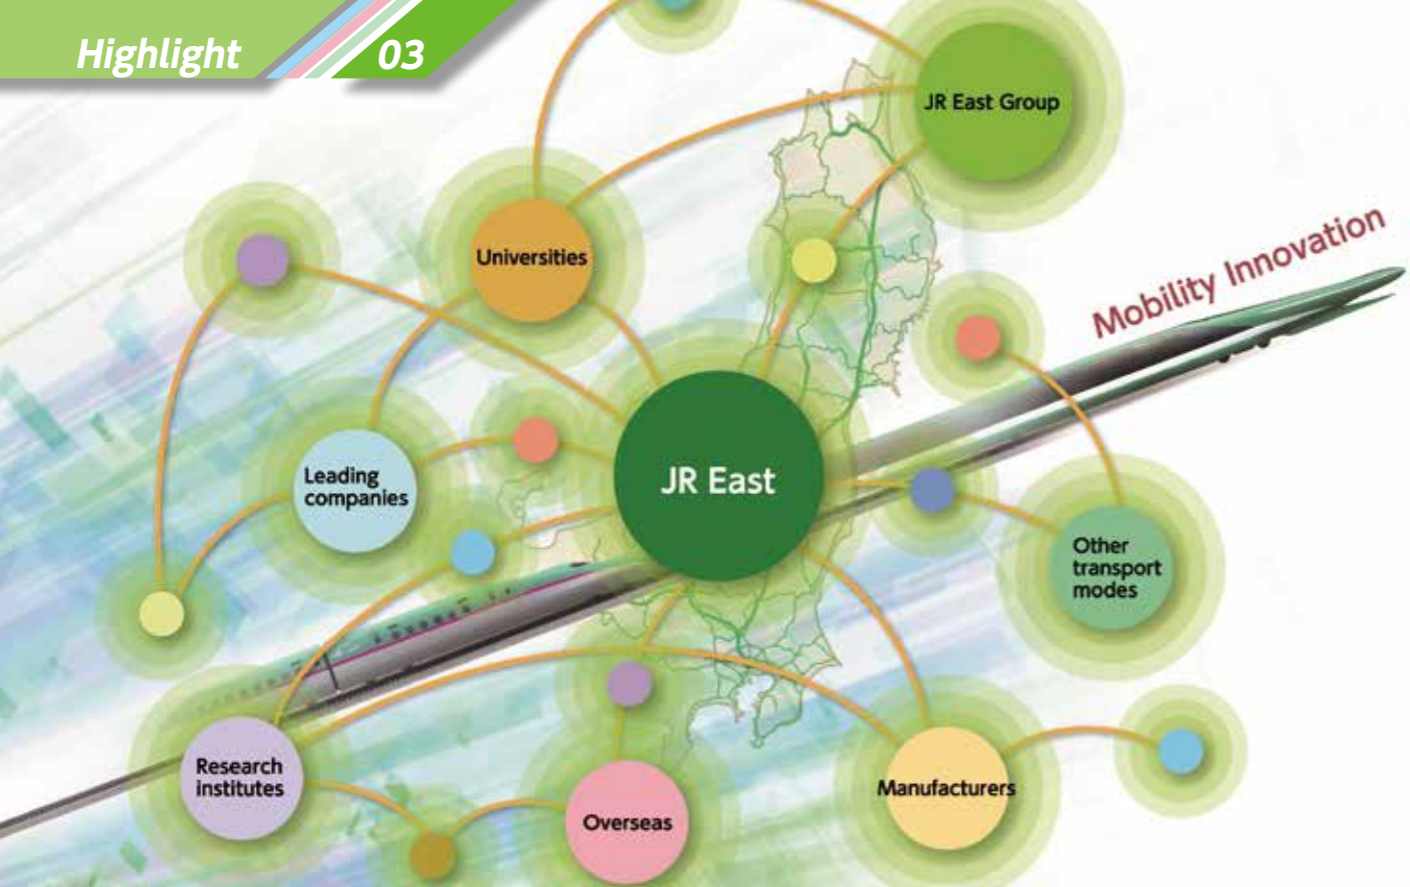 Highlight 03
JR East Group
Universities
Mobility Innovation
Leading
companies
JR East
Other
transport
modes
Research
institutes
Overseas
Manufacturers